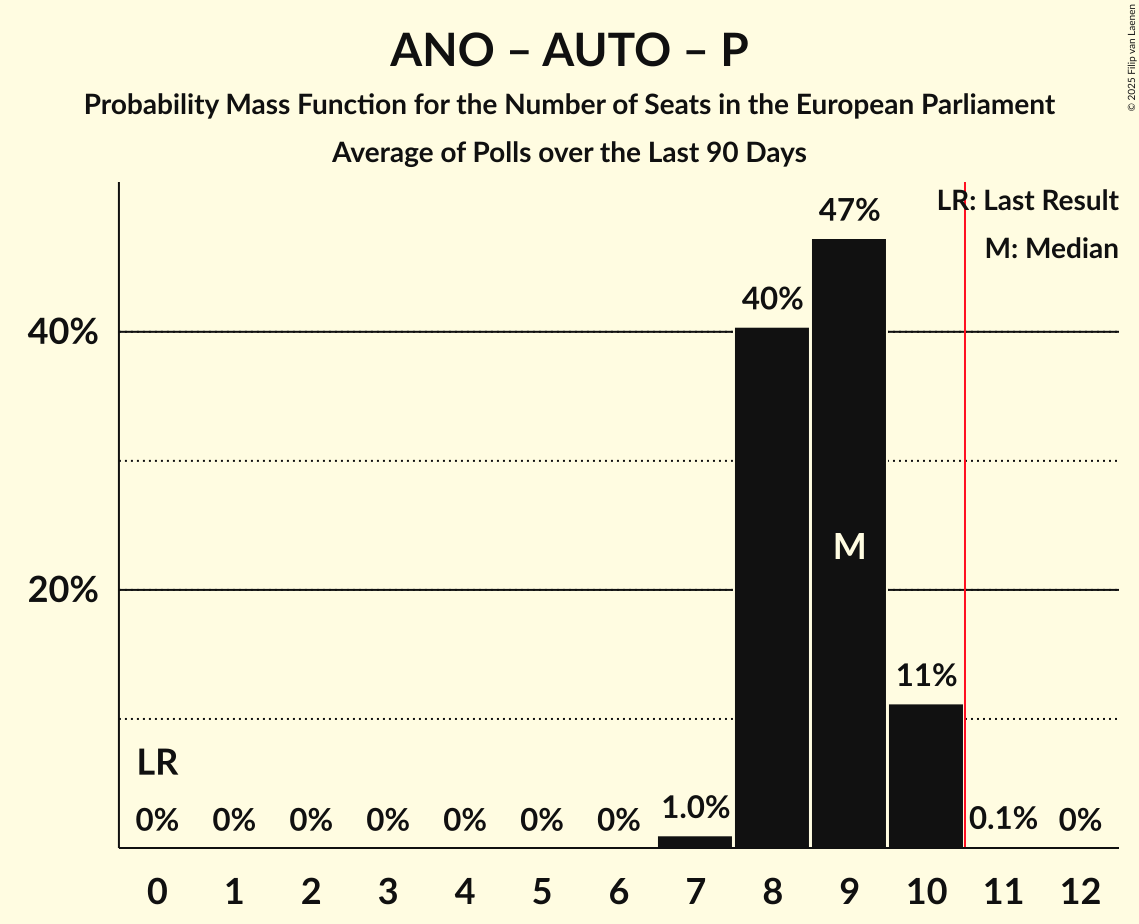 ANO – AUTO – P
Probability Mass Function for the Number of Seats in the European Parliament
Average of Polls over the Last 90 Days
© 2025 Filip van Laenen
LR: Last Result
M: Median
47%
40%
40%
M
20%
11%
LR
0% 0% 0% 0% 0% 0% 0% 1.0% 0.1% 0%
0 1 2 3 4 5 6 7 8 9 10 11 12